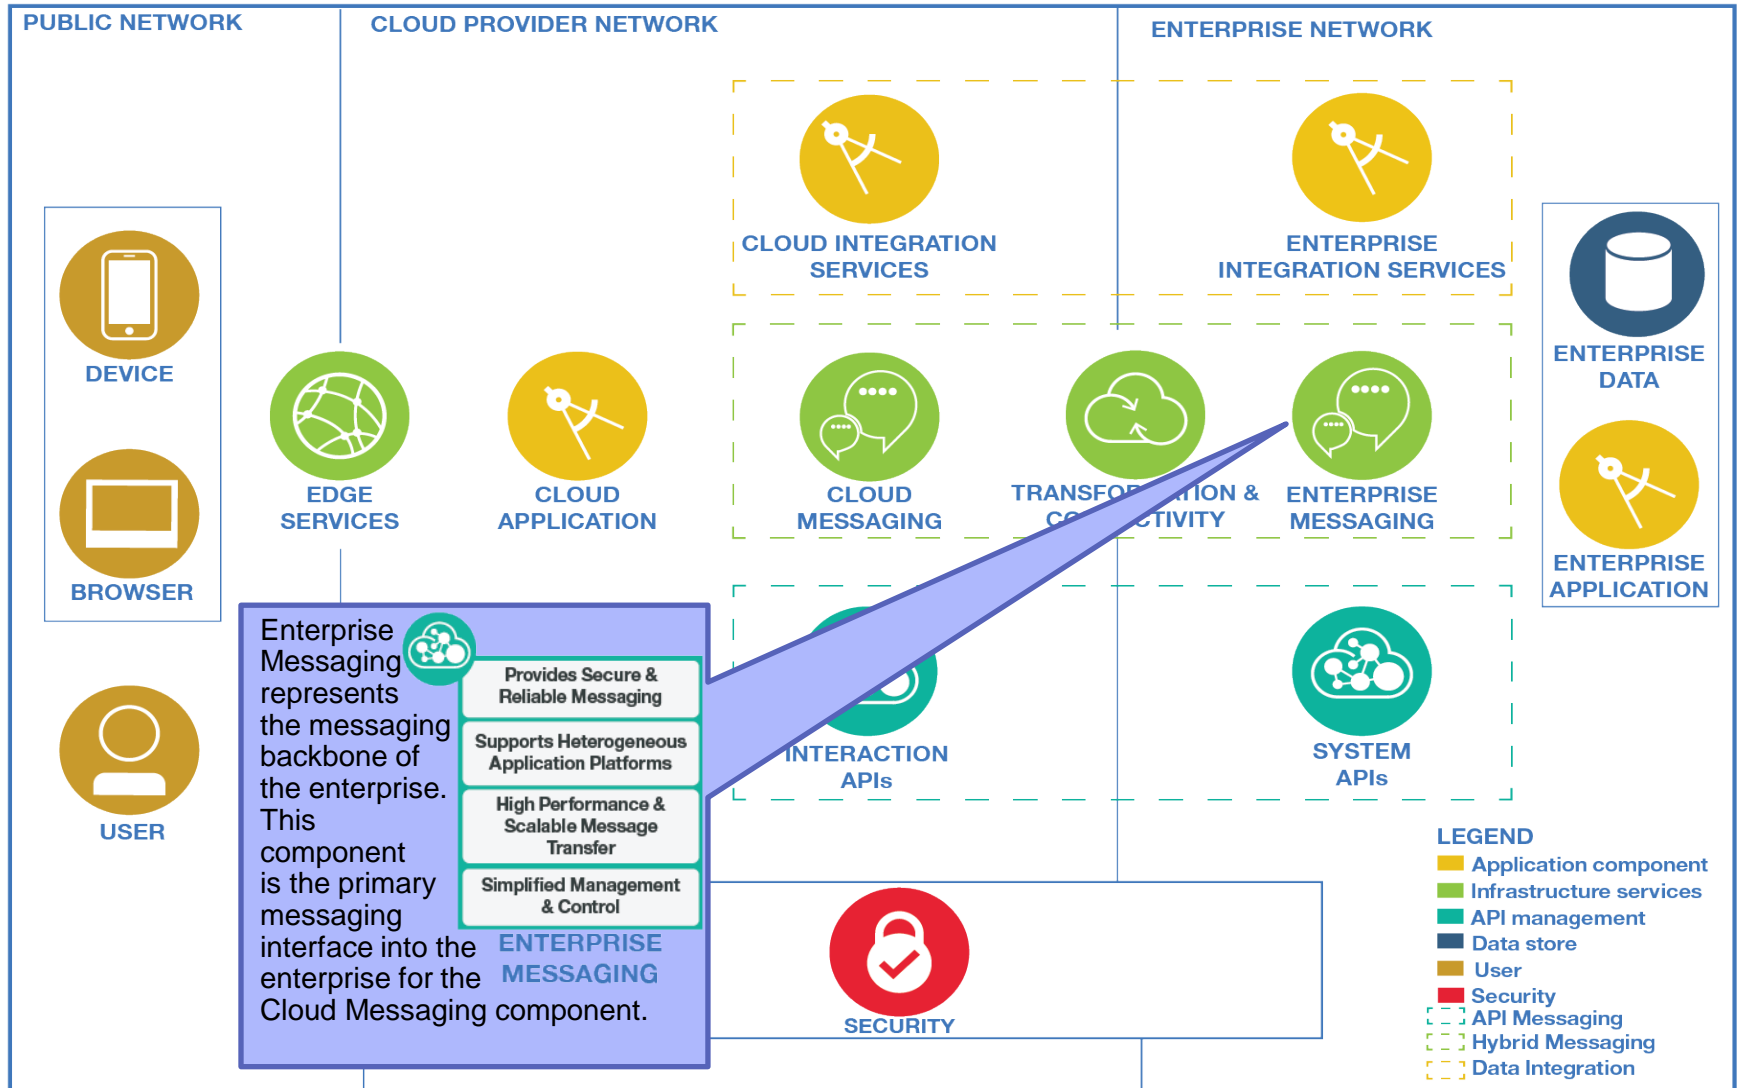 PUBLIC NETWORK
CLOUD PROVIDER NETWORK
ENTERPRISE NETWORK
CLOUD INTEGRATION
SERVICES
ENTERPRISE
INTEGRATION SERVICES
DEVICE
BROWSER
USER
EDGE
SERVICES
CLOUD
APPLICATION
CLOUD
MESSAGING
TRANSFO TION &
CO CTIVITY
ENTERPRISE
MESSAGING
ENTERPRISE
DATA
ENTERPRISE
APPLICATION
INTERACTION
APIs
SYSTEM
APIs
Enterprise
Messaging
represents
the messaging
backbone of
the enterprise.
This
component
is the primary
messaging
interface into the
enterprise for the
Cloud Messaging component.
Provides Secure &
Reliable Messaging
Supports Heterogeneous
Application Platforms
High Performance &
Scalable Message
Transfer
Simplified Management
& Control
ENTERPRISE
MESSAGING
SECURITY
LEGEND
Application component
Infrastructure services
API management
Data store
User
Security
API Messaging
Hybrid Messaging
Data Integration